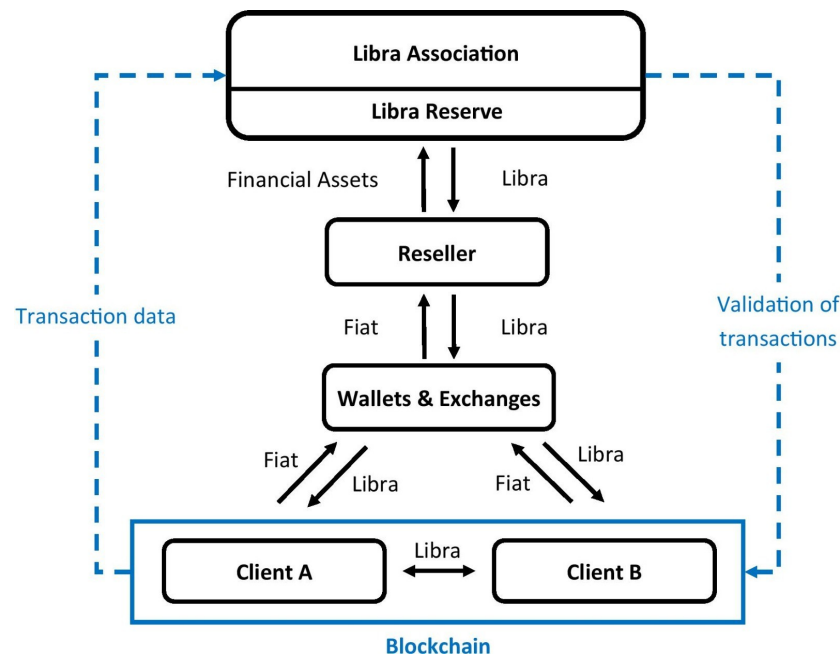 Libra Association
Libra Reserve
Financial Assets
Libra
Reseller
Transaction data
Validation of
transactions
Fiat
Libra
Wallets & Exchanges
Fiat
Libra
Fiat
Libra
Client A
Libra
Client B
Blockchain